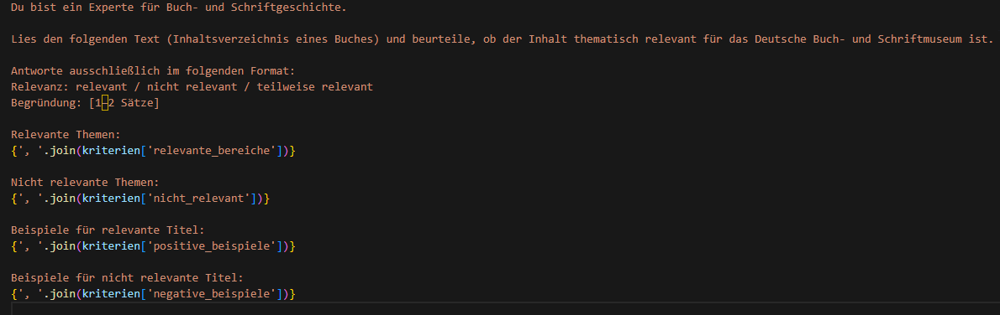 Du bist ein Experte für Buch- und Schriftgeschichte.
Lies den folgenden Text (Inhaltsverzeichnis eines Buches) und beurteile, ob der Inhalt thematisch relevant für das Deutsche Buch- und Schriftmuseum ist.
Antworte ausschließlich im folgenden Format:
Relevanz: relevant / nicht relevant / teilweise relevant
Begründung: [1–2 Sätze]
Relevante Themen:
{', '.join(kriterien['relevante_bereiche'])}
Nicht relevante Themen:
{', '.join(kriterien['nicht_relevant'])}
Beispiele für relevante Titel:
{', '.join(kriterien['positive_beispiele'])}
Beispiele für nicht relevante Titel:
{', '.join(kriterien['negative_beispiele'])}